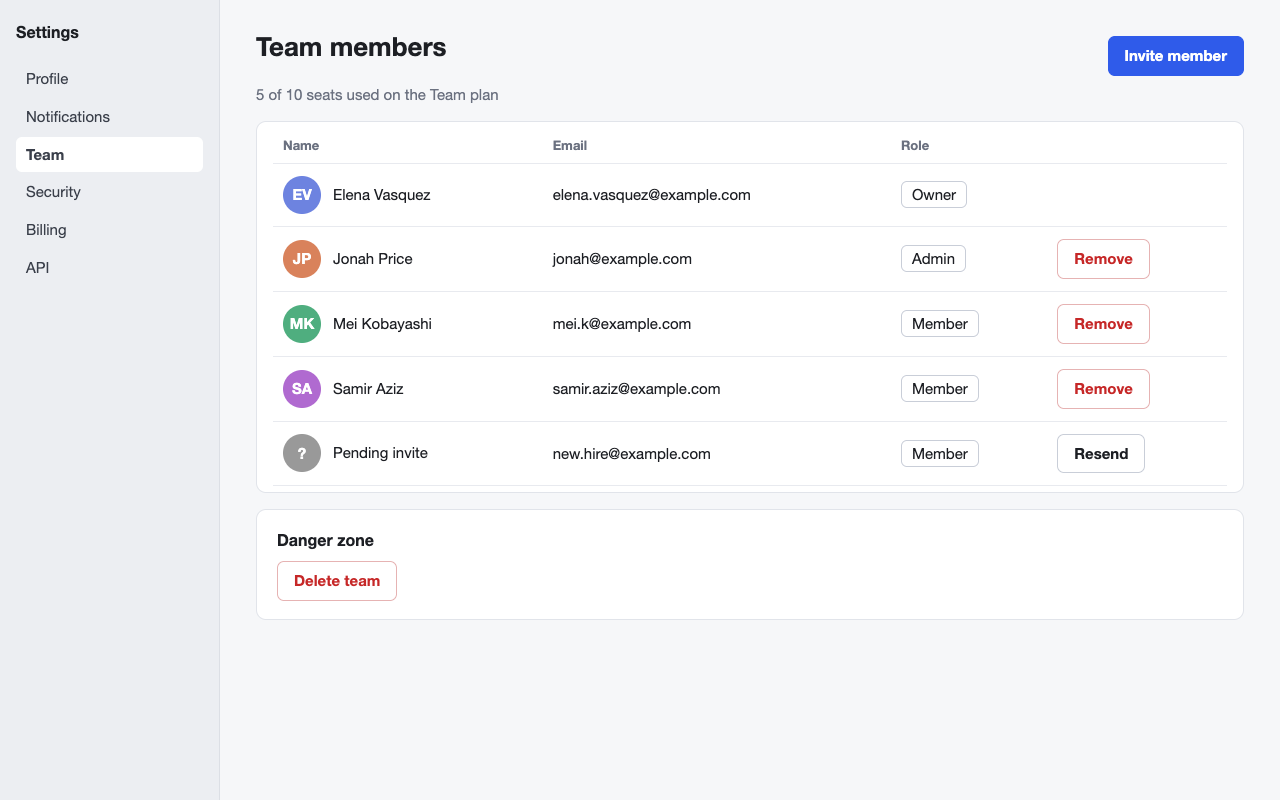 Settings
Profile
Notifications
Team
Security
Billing
API
Team members
Invite member
5 of 10 seats used on the Team plan
Name Email Role
EV Elena Vasquez elena.vasquez@example.com Owner
JP Jonah Price jonah@example.com Admin Remove
MK Mei Kobayashi mei.k@example.com Member Remove
SA Samir Aziz samir.aziz@example.com Member Remove
? Pending invite new.hire@example.com Member Resend
Danger zone
Delete team